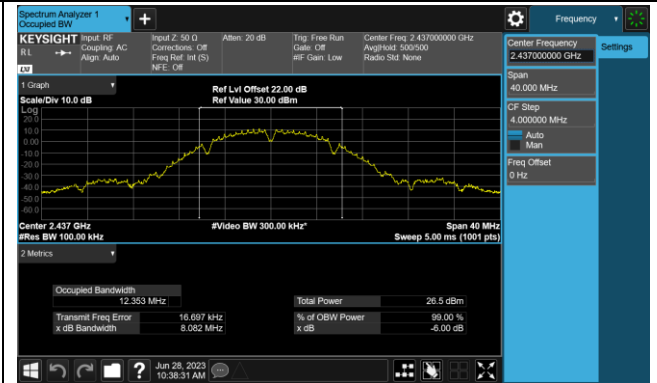 Spectrum Analyzer 1
Occupied BW
Frequency
KEYSIGHT
RL
LXI
Input: RF
Coupling: AC
Align: Auto
Input Z: 50 Ω
Corrections: Off
Freq Ref: Int (S)
NFE: Off
Atten: 20 dB
Trig: Free Run
Gate: Off
#IF Gain: Low
Center Freq: 2.437000000 GHz
Avg|Hold: 500/500
Radio Std: None
Center Frequency
2.437000000 GHz
Settings
Span
40.000 MHz
CF Step
4.000000 MHz
Auto
Man
Freq Offset
0 Hz
1 Graph
Scale/Div 10.0 dB
Ref Lvl Offset 22.00 dB
Ref Value 30.00 dBm
Log
20.0
10.0
0.00
-10.0
-20.0
-30.0
-40.0
-50.0
-60.0
Center 2.437 GHz
#Video BW 300.00 kHz*
Span 40 MHz
#Res BW 100.00 kHz
Sweep 5.00 ms (1001 pts)
2 Metrics
Occupied Bandwidth
12.353 MHz
Total Power 26.5 dBm
Transmit Freq Error 16.697 kHz
% of OBW Power 99.00 %
x dB Bandwidth 8.082 MHz
x dB -6.00 dB
Jun 28, 2023
10:38:31 AM